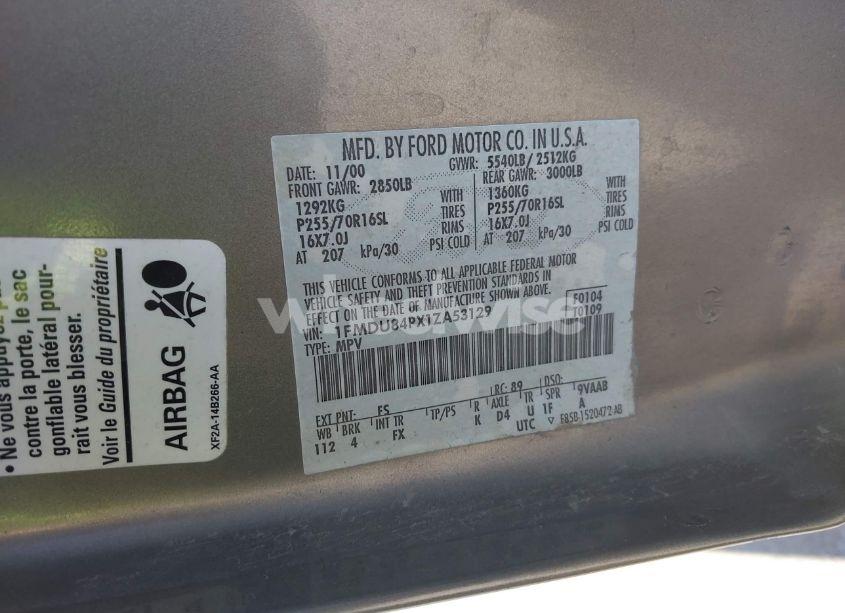 MFD. BY FORD MOTOR CO. IN U.S.A.
DATE: 11/00 GVWR: 5540LB/ 2512KG
FRONT GAWR: 2850LB REAR GAWR: 3000LB
1292KG WITH 1360KG WITH
P255/70R16SL TIRES P255/70R16SL TIRES
16X7.0J RIMS 16X7.0J RIMS
AT 207 kPa/30 PSI COLD AT 207 kPa/30 PSI COLD
THIS VEHICLE CONFORMS TO ALL APPLICABLE FEDERAL MOTOR
VEHICLE SAFETY AND THEFT PREVENTION STANDARDS IN
EFFECT ON THE DATE OF MANUFACTURE SHOWN ABOVE.
VIN: 1FMDU84PX1ZA53129 F0104
TYPE: MPV T0109
RC: 89 DSO:
EXT PNT: FS 9VAAB
WB BRK INT TR TP/PS R AXLE TR SPR A
112 4 FX K D4 U 1F
UTC F85B-1520472-AB
• Ne vous appuyez pas
contre la porte, le sac
gonflable latéral pour-
rait vous blesser.
Voir le Guide du propriétaire
AIRBAG
XF2A-14B266-AA